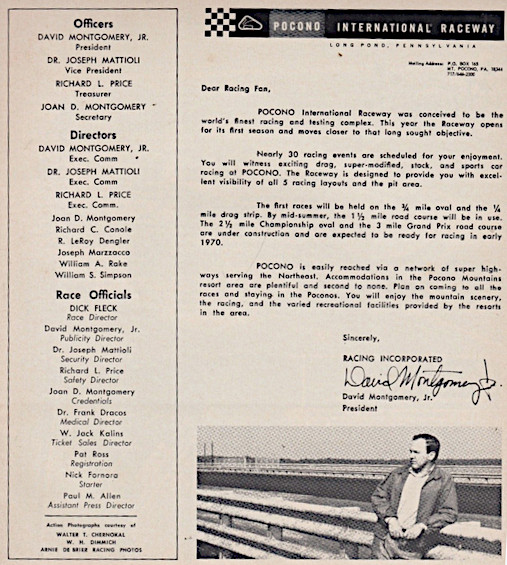 Officers
DAVID MONTGOMERY, JR.
President
DR. JOSEPH MATTIOLI
Vice President
RICHARD L. PRICE
Treasurer
JOAN D. MONTGOMERY
Secretary
Directors
DAVID MONTGOMERY, JR.
Exec. Comm
DR. JOSEPH MATTIOLI
Exec. Comm
RICHARD L. PRICE
Exec. Comm.
Joan D. Montgomery
Richard C. Canole
R. LeRoy Dengler
Joseph Marzzacco
William A. Rake
William S. Simpson
Race Officials
DICK FLECK
Race Director
David Montgomery, Jr.
Publicity Director
Dr. Joseph Mattioli
Security Director
Richard L. Price
Safety Director
Joan D. Montgomery
Credentials
Dr. Frank Dracos
Medical Director
W. Jack Kalins
Ticket Sales Director
Pat Ross
Registration
Nick Fornoro
Starter
Paul M. Allen
Assistant Press Director
Action Photographs courtesy of
WALTER T. CHERNOKAL
W. H. DIMMICH
ARNIE DE BRIER RACING PHOTOS
POCONO INTERNATIONAL RACEWAY
LONG POND, PENNSYLVANIA
Mailing Address: P.O. BOX 165
MT. POCONO, PA. 18344
717-646-2300
Dear Racing Fan,
POCONO International Raceway was conceived to be the
world's finest racing and testing complex. This year the Raceway opens
for its first season and moves closer to that long sought objective.
Nearly 30 racing events are scheduled for your enjoyment.
You will witness exciting drag, super-modified, stock, and sports car
racing at POCONO. The Raceway is designed to provide you with excel-
lent visibility of all 5 racing layouts and the pit area.
The first races will be held on the ¾ mile oval and the ¼
mile drag strip. By mid-summer, the 1½ mile road course will be in use.
The 2½ mile Championship oval and the 3 mile Grand Prix road course
are under construction and are expected to be ready for racing in early
1970.
POCONO is easily reached via a network of super high-
ways serving the Northeast. Accommodations in the Pocono Mountains
resort area are plentiful and second to none. Plan on coming to all the
races and staying in the Poconos. You will enjoy the mountain scenery,
the racing, and the varied recreational facilities provided by the resorts
in the area.
Sincerely,
RACING INCORPORATED
David Montgomery Jr.
David Montgomery, Jr.
President